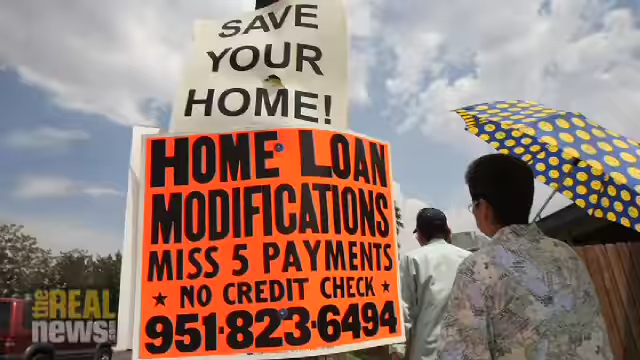 SAVE
YOUR
HOME!
HOME LOAN
MODIFICATIONS
MISS 5 PAYMENTS
★ NO CREDIT CHECK ★
951-823-6494
the REAL
news